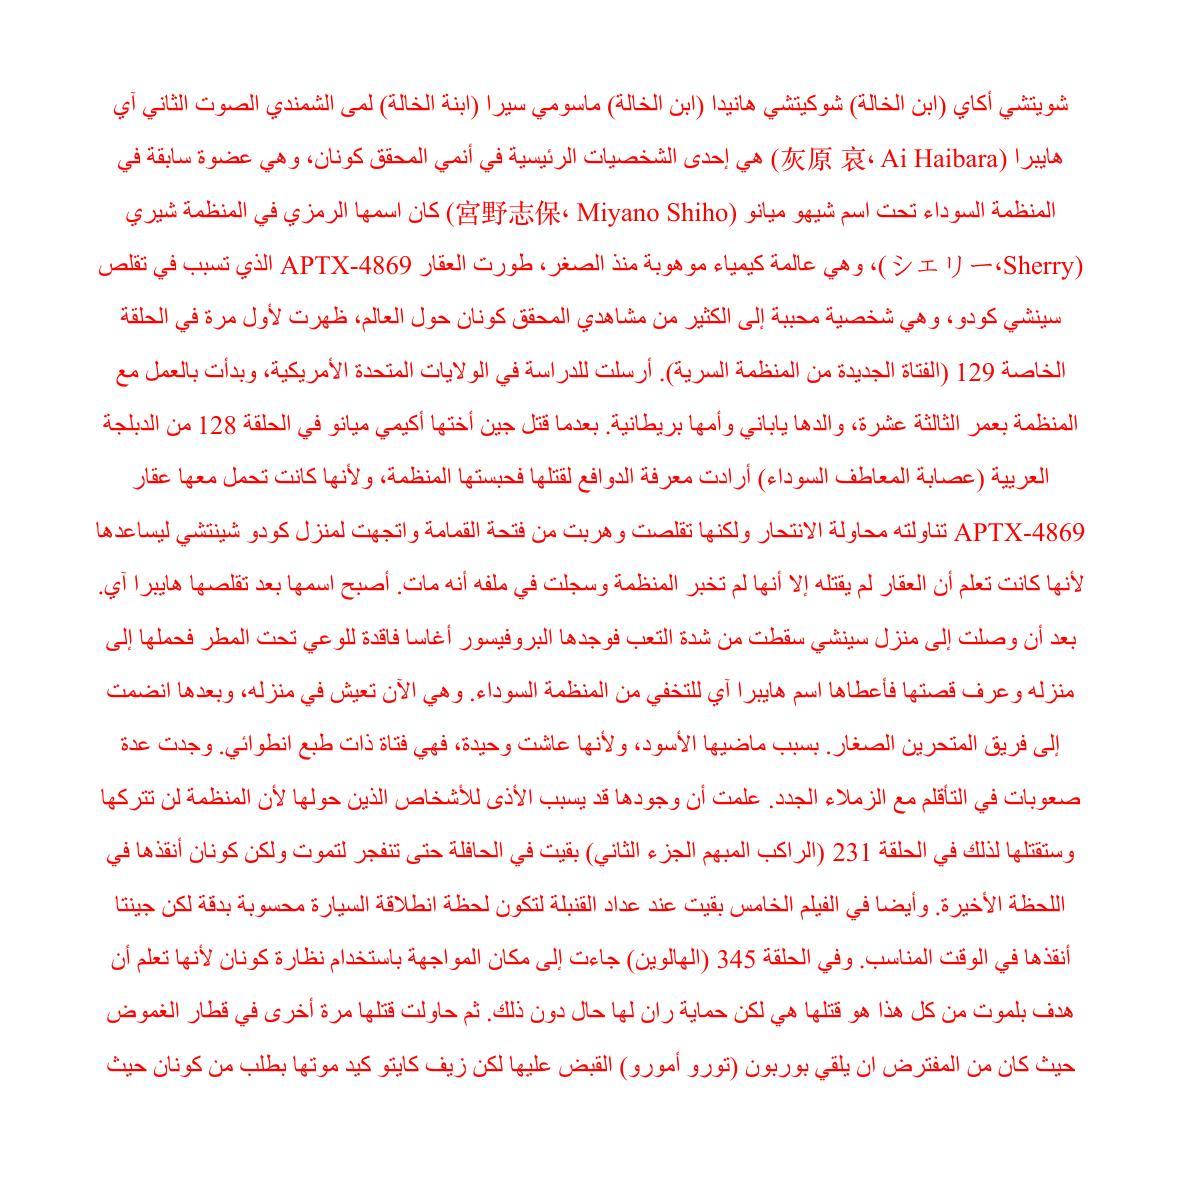 شويتشي أكاي (ابن الخالة) شوكيتشي هانيدا (ابن الخالة) ماسومي سيرا (ابنة الخالة) لمى الشمندي الصوت الثاني آي
هايبرا (灰原 哀، Ai Haibara) هي إحدى الشخصيات الرئيسية في أنمي المحقق كونان، وهي عضوة سابقة في
المنظمة السوداء تحت اسم شيهو ميانو (宮野志保، Miyano Shiho) كان اسمها الرمزي في المنظمة شيري
(シェリー،Sherry)، وهي عالمة كيمياء موهوبة منذ الصغر، طورت العقار APTX-4869 الذي تسبب في تقلص
سينشي كودو، وهي شخصية محببة إلى الكثير من مشاهدي المحقق كونان حول العالم، ظهرت لأول مرة في الحلقة
الخاصة 129 (الفتاة الجديدة من المنظمة السرية). أرسلت للدراسة في الولايات المتحدة الأمريكية، وبدأت بالعمل مع
المنظمة بعمر الثالثة عشرة، والدها ياباني وأمها بريطانية. بعدما قتل جين أختها أكيمي ميانو في الحلقة 128 من الدبلجة
العربية (عصابة المعاطف السوداء) أرادت معرفة الدوافع لقتلها فحبستها المنظمة، ولأنها كانت تحمل معها عقار
APTX-4869 تناولته محاولة الانتحار ولكنها تقلصت وهربت من فتحة القمامة واتجهت لمنزل كودو شينتشي ليساعدها
لأنها كانت تعلم أن العقار لم يقتله إلا أنها لم تخبر المنظمة وسجلت في ملفه أنه مات. أصبح اسمها بعد تقلصها هايبرا آي.
بعد أن وصلت إلى منزل سينشي سقطت من شدة التعب فوجدها البروفيسور أغاسا فاقدة للوعي تحت المطر فحملها إلى
منزله وعرف قصتها فأعطاها اسم هايبرا آي للتخفي من المنظمة السوداء. وهي الآن تعيش في منزله، وبعدها انضمت
إلى فريق المتحرين الصغار. بسبب ماضيها الأسود، ولأنها عاشت وحيدة، فهي فتاة ذات طبع انطوائي. وجدت عدة
صعوبات في التأقلم مع الزملاء الجدد. علمت أن وجودها قد يسبب الأذى للأشخاص الذين حولها لأن المنظمة لن تتركها
وستقتلها لذلك في الحلقة 231 (الراكب المبهم الجزء الثاني) بقيت في الحافلة حتى تنفجر لتموت ولكن كونان أنقذها في
اللحظة الأخيرة. وأيضا في الفيلم الخامس بقيت عند عداد القنبلة لتكون لحظة انطلاقة السيارة محسوبة بدقة لكن جينتا
أنقذها في الوقت المناسب. وفي الحلقة 345 (الهالوين) جاءت إلى مكان المواجهة باستخدام نظارة كونان لأنها تعلم أن
هدف بلموت من كل هذا هو قتلها هي لكن حماية ران لها حال دون ذلك. ثم حاولت قتلها مرة أخرى في قطار الغموض
حيث كان من المفترض ان يلقي بوربون (تورو أمورو) القبض عليها لكن زيف كايتو كيد موتها بطلب من كونان حيث